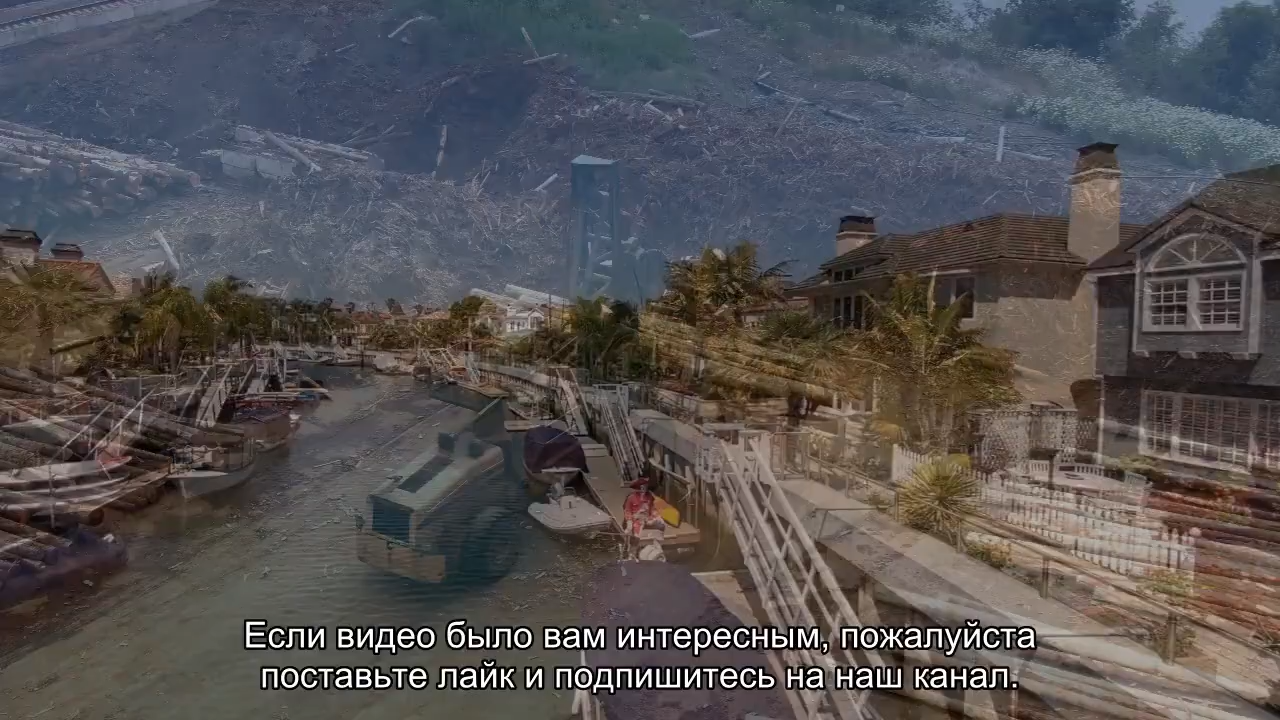 Если видео было вам интересным, пожалуйста
поставьте лайк и подпишитесь на наш канал.